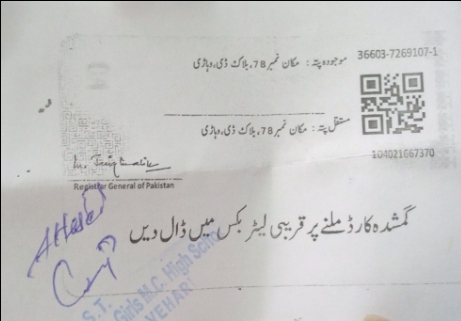 36603-7269107-1
موجودہ پتہ : مکان نمبر 78، بلاک ڈی، وہاڑی
مستقل پتہ : مکان نمبر 78، بلاک ڈی، وہاڑی
104021667370
Registrar General of Pakistan
گمشدہ کارڈ ملنے پر قریبی لیٹر بکس میں ڈال دیں
Attested
S.S.T.
Girls M.C. High Scho
VEHARI